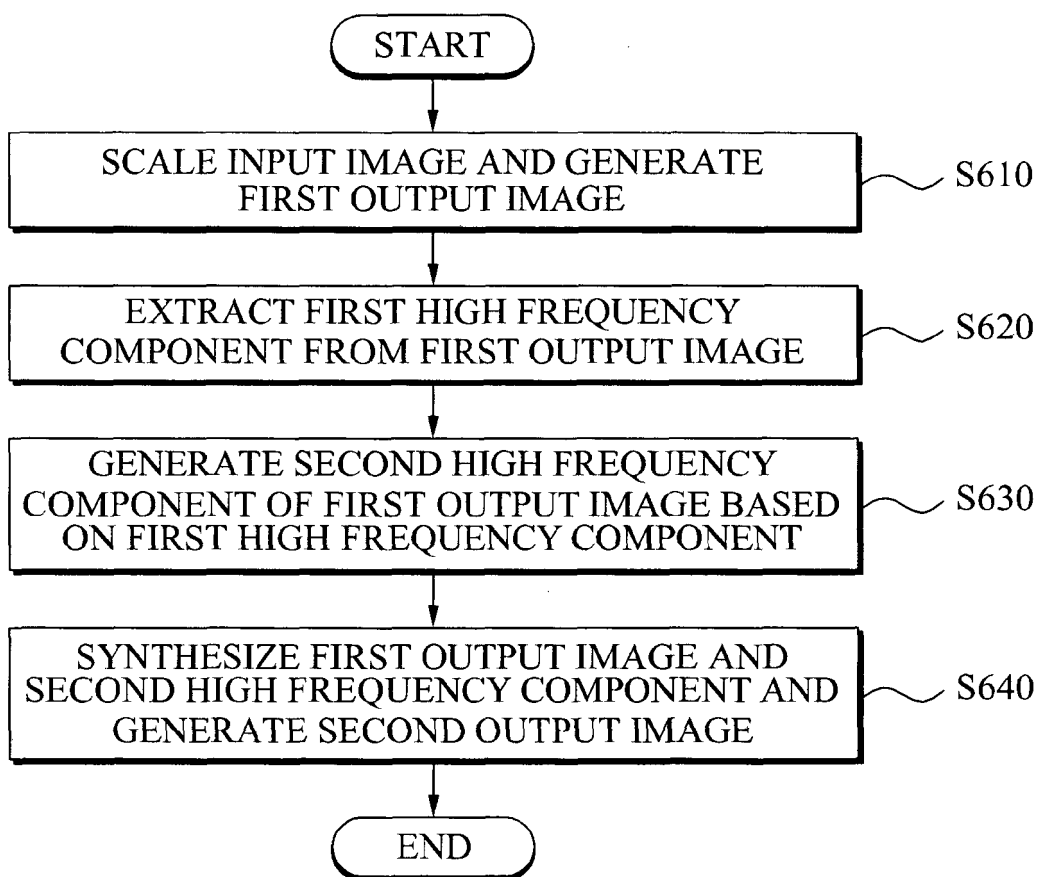 START
SCALE INPUT IMAGE AND GENERATE
FIRST OUTPUT IMAGE
S610
EXTRACT FIRST HIGH FREQUENCY
COMPONENT FROM FIRST OUTPUT IMAGE
S620
GENERATE SECOND HIGH FREQUENCY
COMPONENT OF FIRST OUTPUT IMAGE BASED
ON FIRST HIGH FREQUENCY COMPONENT
S630
SYNTHESIZE FIRST OUTPUT IMAGE AND
SECOND HIGH FREQUENCY COMPONENT AND
GENERATE SECOND OUTPUT IMAGE
S640
END